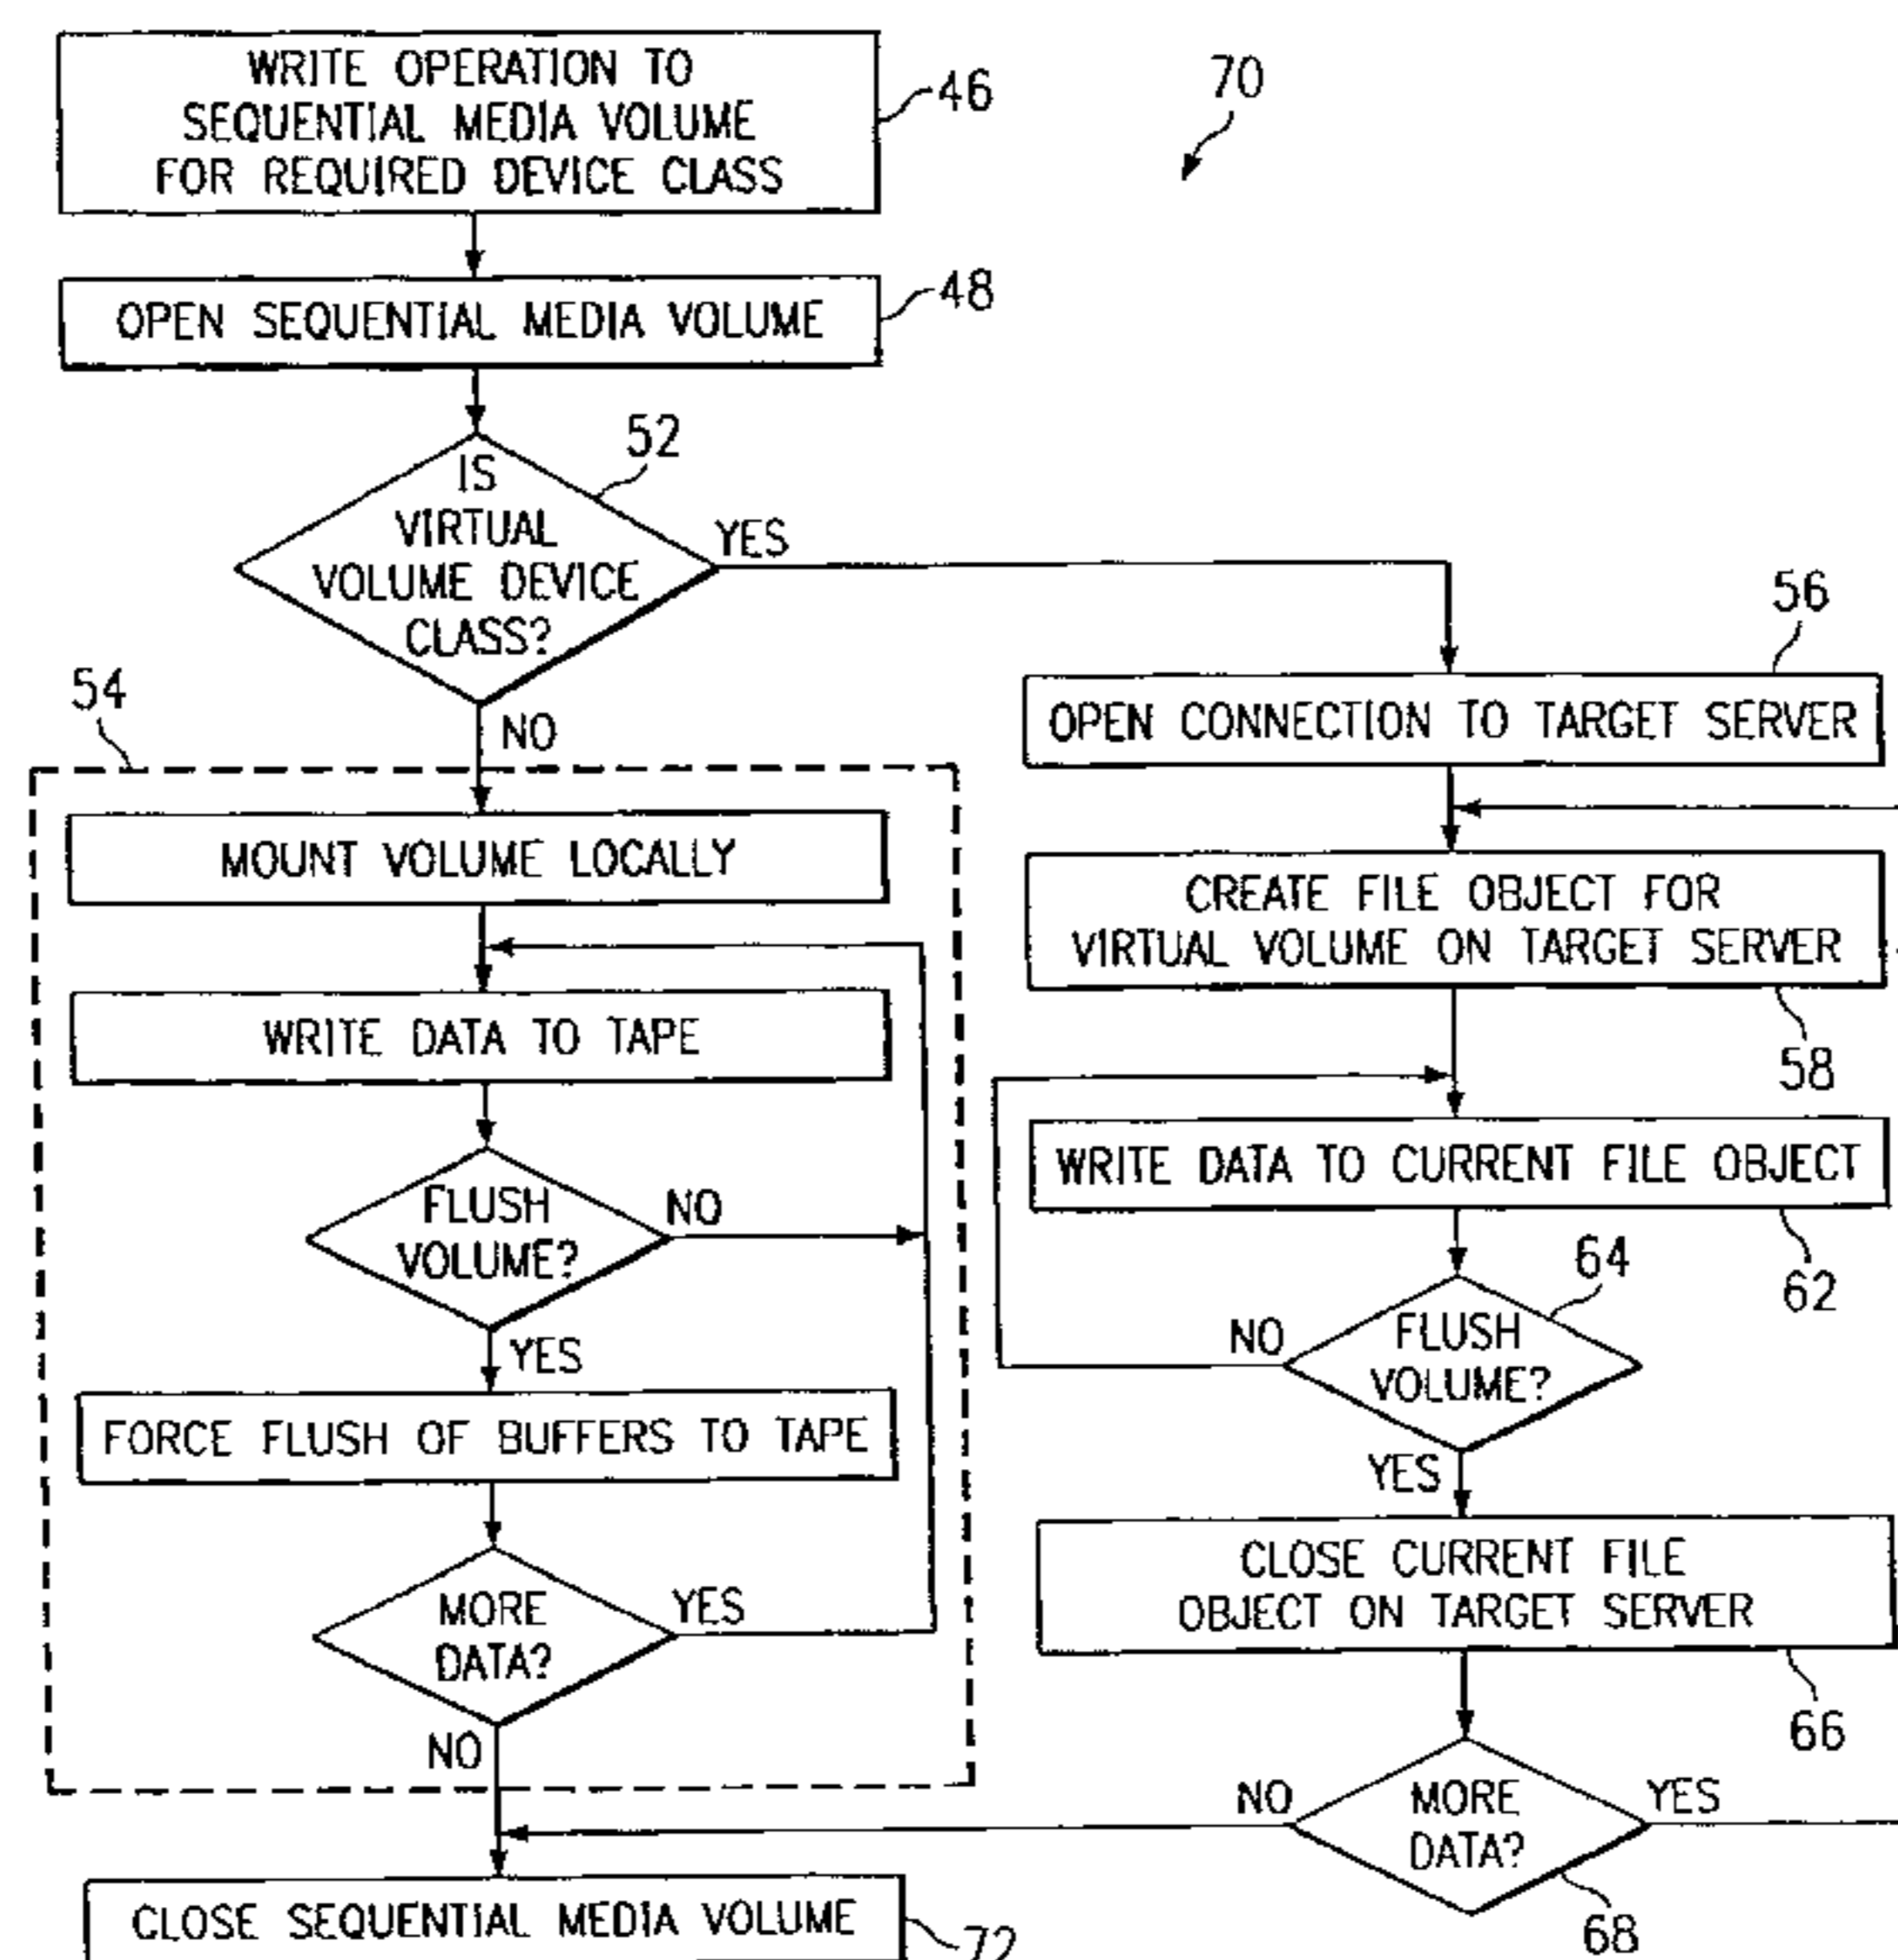 WRITE OPERATION TO
SEQUENTIAL MEDIA VOLUME
FOR REQUIRED DEVICE CLASS
46
70
OPEN SEQUENTIAL MEDIA VOLUME
48
IS
VIRTUAL
VOLUME DEVICE
CLASS?
52
YES
NO
54
MOUNT VOLUME LOCALLY
WRITE DATA TO TAPE
FLUSH
VOLUME?
NO
YES
FORCE FLUSH OF BUFFERS TO TAPE
MORE
DATA?
YES
NO
56
OPEN CONNECTION TO TARGET SERVER
CREATE FILE OBJECT FOR
VIRTUAL VOLUME ON TARGET SERVER
58
WRITE DATA TO CURRENT FILE OBJECT
62
64
FLUSH
VOLUME?
NO
YES
CLOSE CURRENT FILE
OBJECT ON TARGET SERVER
66
MORE
DATA?
NO
YES
68
CLOSE SEQUENTIAL MEDIA VOLUME
72